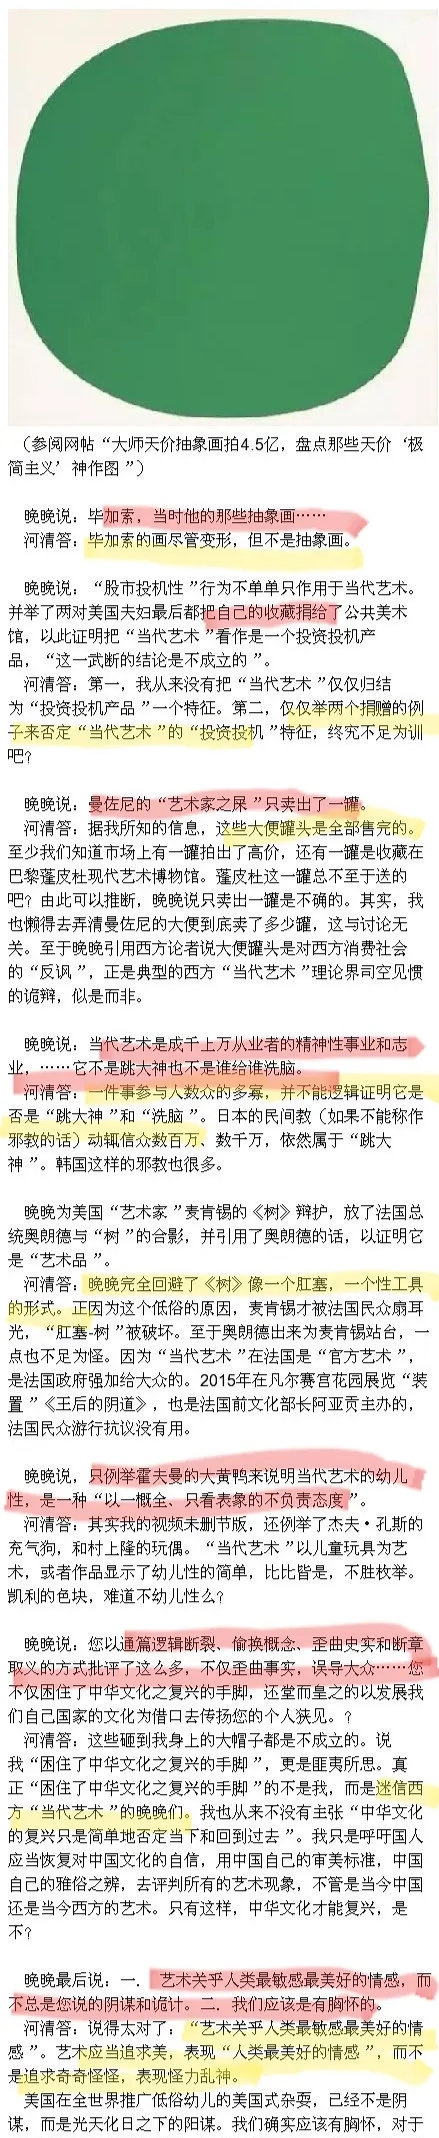 （参阅网帖“大师天价抽象画拍4.5亿，盘点那些天价‘极
简主义’神作图”）
晚晚说：毕加索，当时他的那些抽象画……
河清答：毕加索的画尽管变形，但不是抽象画。
晚晚说：“股市投机性”行为不单单只作用于当代艺术。
并举了两对美国夫妇最后都把自己的收藏捐给了公共美术
馆，以此证明把“当代艺术”看作是一个投资投机产
品，“这一武断的结论是不成立的”。
河清答：第一，我从来没有把“当代艺术”仅仅归结
为“投资投机产品”一个特征。第二，仅仅举两个捐赠的例
子来否定“当代艺术”的“投资投机”特征，终究不足为训
吧？
晚晚说：曼佐尼的“艺术家之屎”只卖出了一罐。
河清答：据我所知的信息，这些大便罐头是全部售完的。
至少我们知道市场上有一罐拍出了高价，还有一罐是收藏在
巴黎蓬皮杜现代艺术博物馆。蓬皮杜这一罐总不至于送的
吧？由此可以推断，晚晚说只卖出一罐是不确的。其实，我
也懒得去弄清曼佐尼的大便到底卖了多少罐，这与讨论无
关。至于晚晚引用西方论者说大便罐头是对西方消费社会
的“反讽”，正是典型的西方“当代艺术”理论界司空见惯
的诡辩，似是而非。
晚晚说：当代艺术是成千上万从业者的精神性事业和志
业，……它不是跳大神也不是谁给谁洗脑。
河清答：一件事参与人数众的多寡，并不能逻辑证明它是
否是“跳大神”和“洗脑”。日本的民间教（如果不能称作
邪教的话）动辄信众数百万、数千万，依然属于“跳大
神”。韩国这样的邪教也很多。
晚晚为美国“艺术家”麦肯锡的《树》辩护，放了法国总
统奥朗德与“树”的合影，并引用了奥朗德的话，以证明它
是“艺术品”。
河清答：晚晚完全回避了《树》像一个肛塞，一个性工具
的形式。正因为这个低俗的原因，麦肯锡才被法国民众扇耳
光，“肛塞-树”被破坏。至于奥朗德出来为麦肯锡站台，一
点也不足为怪。因为“当代艺术”在法国是“官方艺术”，
是法国政府强加给大众的。2015年在凡尔赛宫花园展览“装
置”《王后的阴道》，也是法国前文化部长阿亚贡主办的，
法国民众游行抗议没有用。
晚晚说，只例举霍夫曼的大黄鸭来说明当代艺术的幼儿
性，是一种“以一概全、只看表象的不负责态度”。
河清答：其实我的视频未删节版，还例举了杰夫·孔斯的
充气狗，和村上隆的玩偶。“当代艺术”以儿童玩具为艺
术，或者作品显示了幼儿性的简单，比比皆是，不胜枚举。
凯利的色块，难道不幼儿性么？
晚晚说：您以通篇逻辑断裂、偷换概念、歪曲史实和断章
取义的方式批评了这么多，不仅歪曲事实，误导大众……您
不仅困住了中华文化之复兴的手脚，还堂而皇之的以发展我
们自己国家的文化为借口去传扬您的个人狭见。？
河清答：这些砸到我身上的大帽子都是不成立的。说
我“困住了中华文化之复兴的手脚”，更是匪夷所思。真
正“困住了中华文化之复兴的手脚”的不是我，而是迷信西
方“当代艺术”的晚晚们。我也从来不没有主张“中华文化
的复兴只是简单地否定当下和回到过去”。我只是呼吁国人
应当恢复对中国文化的自信，用中国自己的审美标准，中国
自己的雅俗之辨，去评判所有的艺术现象，不管是当今中国
还是当今西方的艺术。只有这样，中华文化才能复兴，是
不？
晚晚最后说：一．艺术关乎人类最敏感最美好的情感，而
不总是您说的阴谋和诡计。二．我们应该是有胸怀的。
河清答：说得太对了：“艺术关乎人类最敏感最美好的情
感”。艺术应当追求美，表现“人类最美好的情感”，而不
是追求奇奇怪怪，表现怪力乱神。
美国在全世界推广低俗幼儿的美国式杂耍，已经不是阴
谋，而是光天化日之下的阳谋。我们确实应该有胸怀，对于